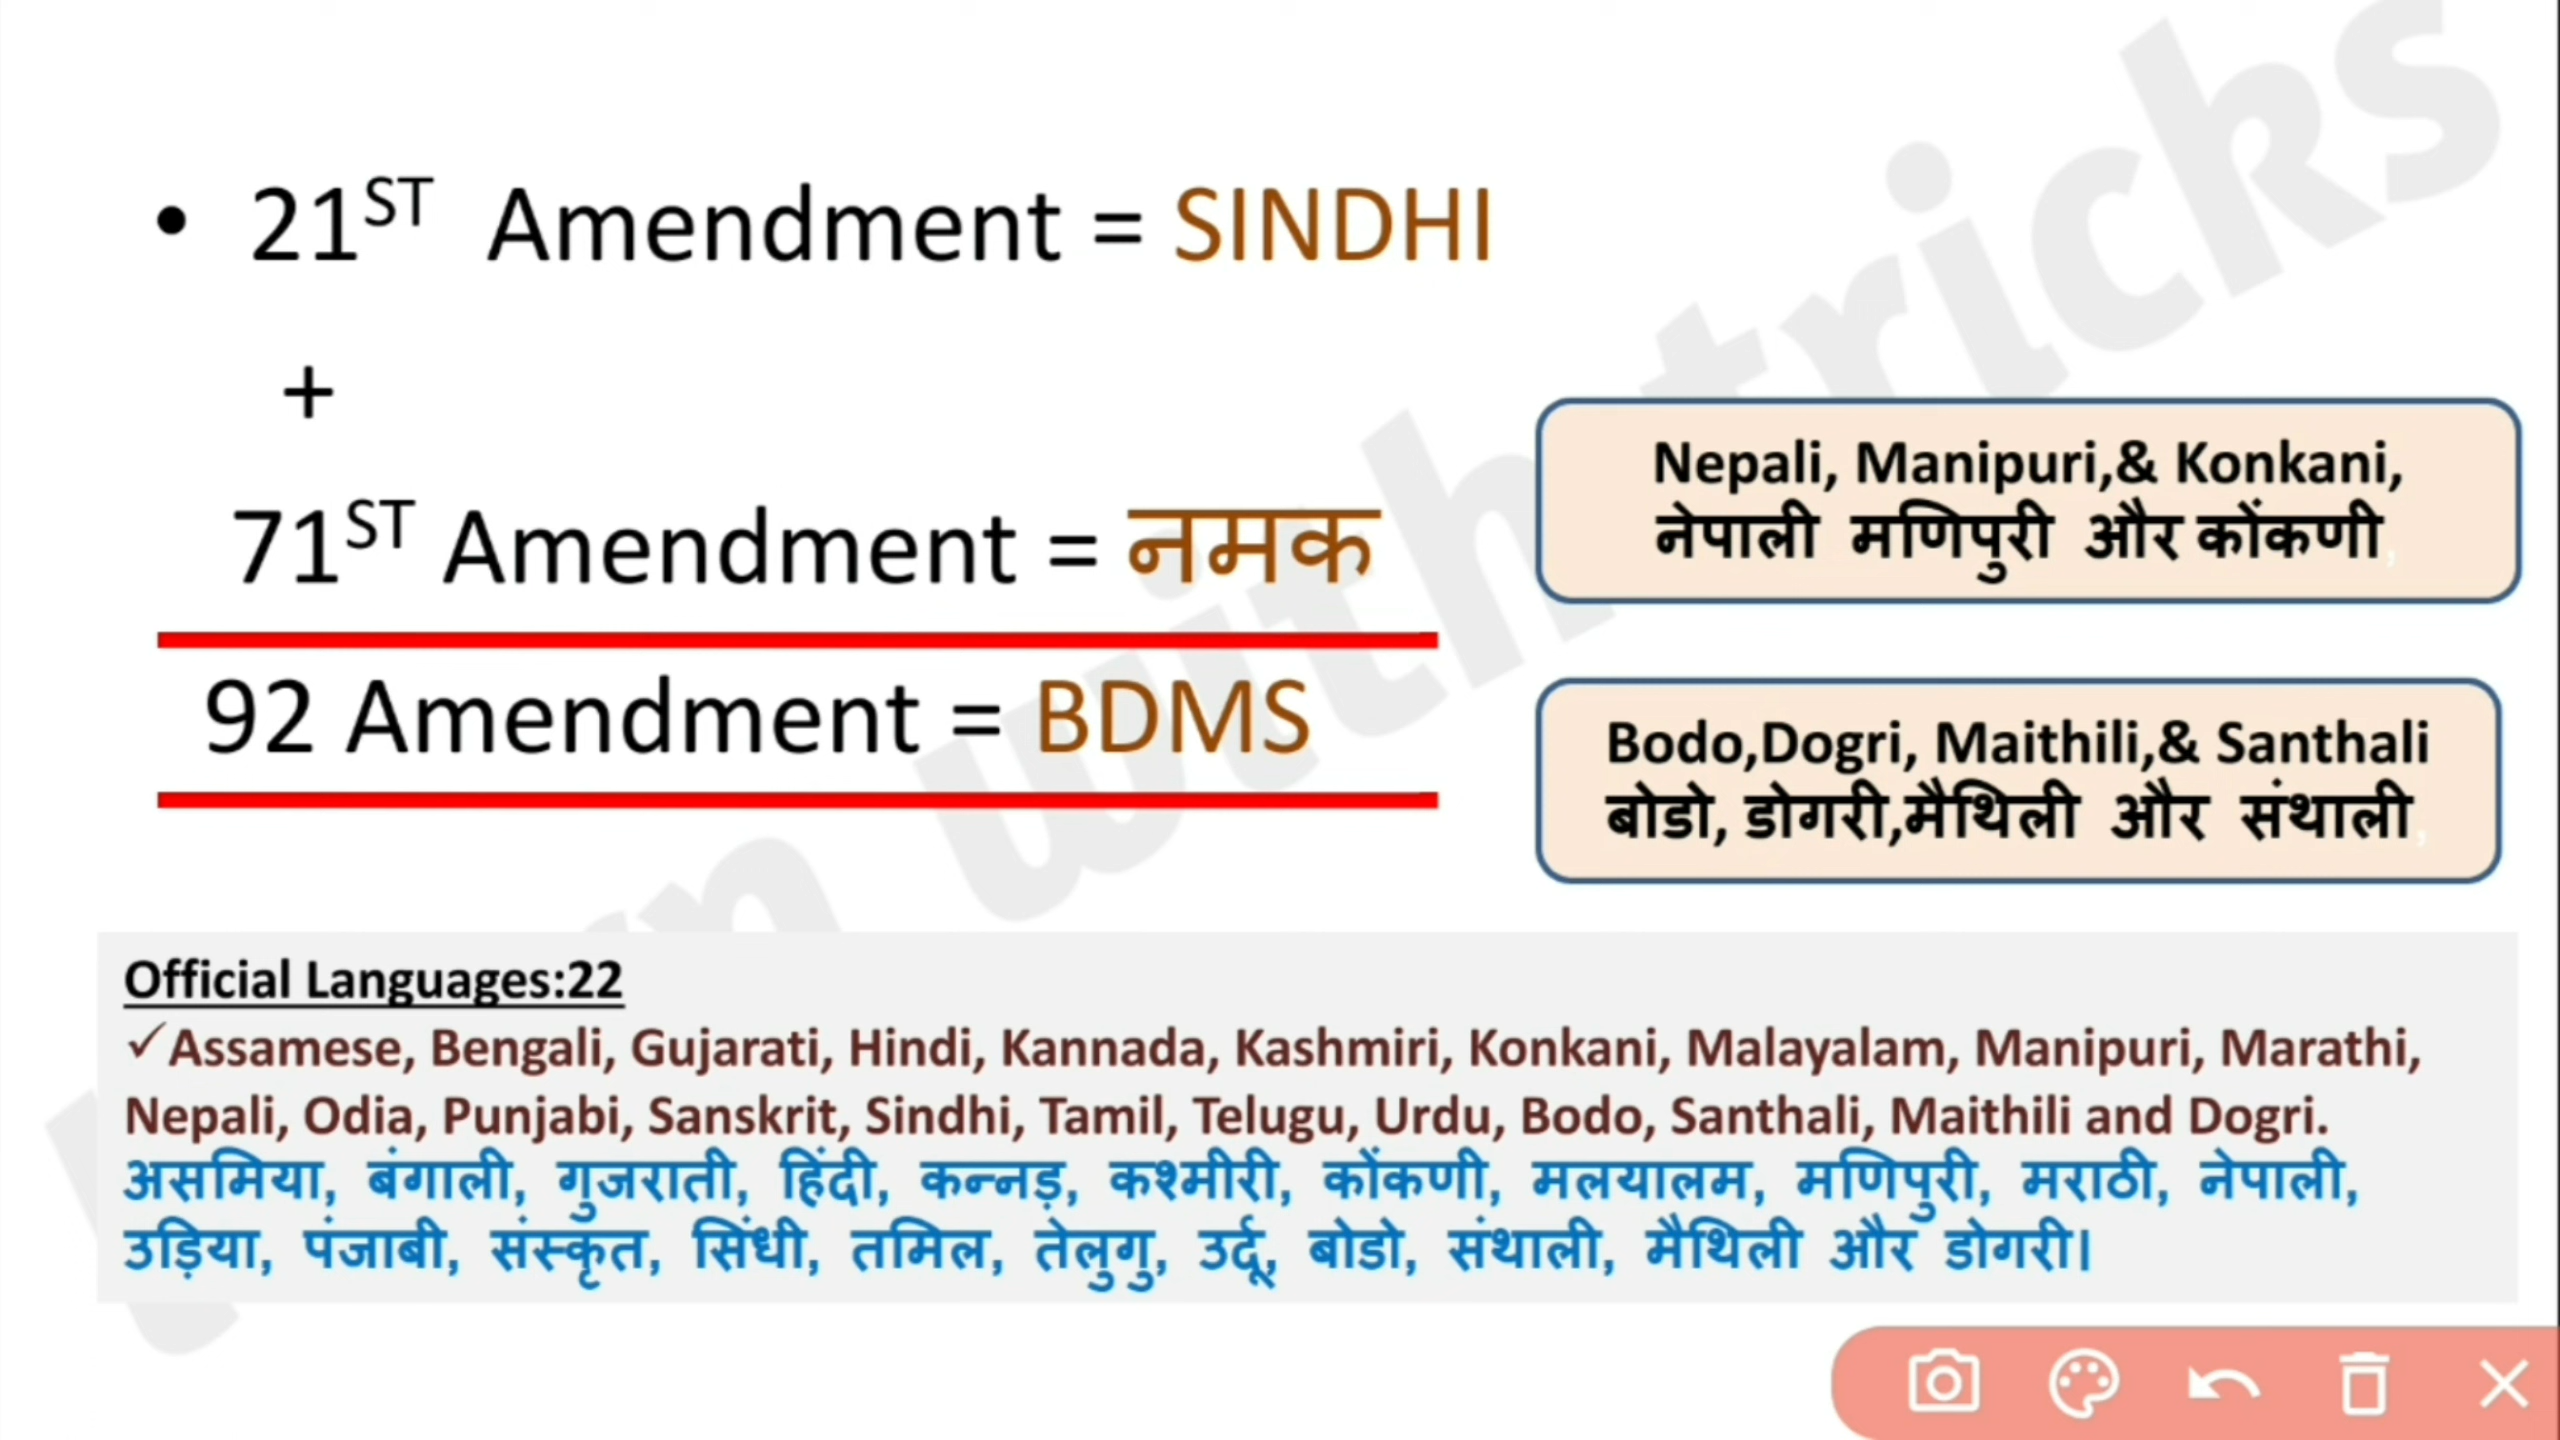 • 21ST Amendment = SINDHI
+
71ST Amendment = नमक
Nepali, Manipuri,& Konkani,
नेपाली मणिपुरी और कोंकणी,
92 Amendment = BDMS
Bodo,Dogri, Maithili,& Santhali
बोडो, डोगरी,मैथिली और संथाली,
Official Languages:22
✓Assamese, Bengali, Gujarati, Hindi, Kannada, Kashmiri, Konkani, Malayalam, Manipuri, Marathi,
Nepali, Odia, Punjabi, Sanskrit, Sindhi, Tamil, Telugu, Urdu, Bodo, Santhali, Maithili and Dogri.
असमिया, बंगाली, गुजराती, हिंदी, कन्नड़, कश्मीरी, कोंकणी, मलयालम, मणिपुरी, मराठी, नेपाली,
उड़िया, पंजाबी, संस्कृत, सिंधी, तमिल, तेलुगु, उर्दू, बोडो, संथाली, मैथिली और डोगरी।
with tricks